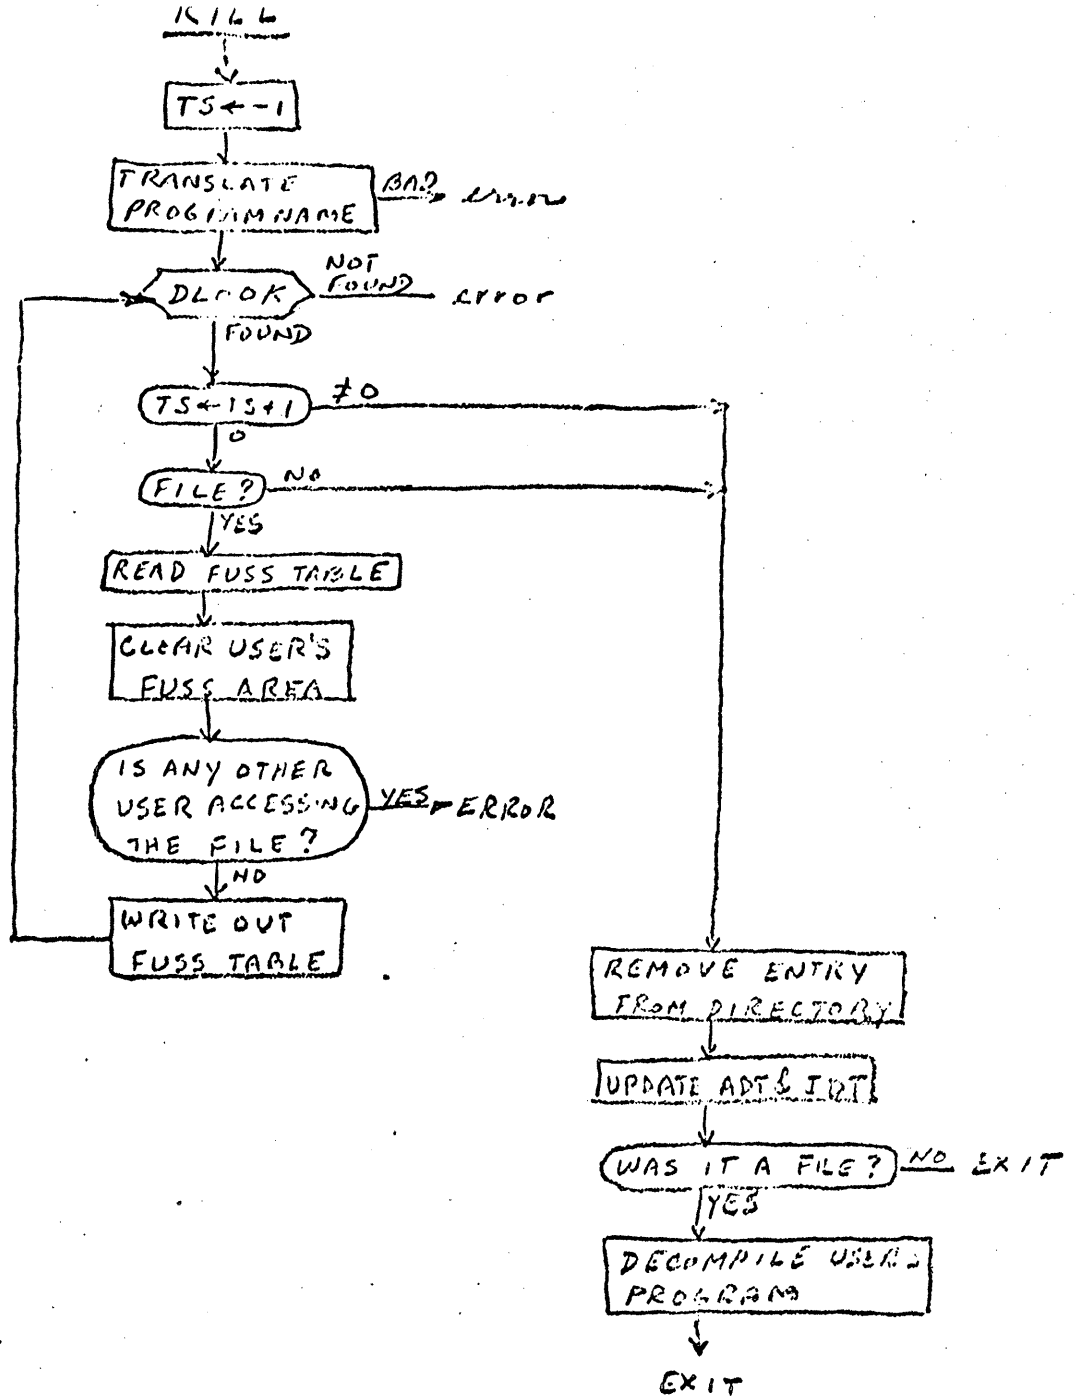 KILL
TS←-1
TRANSLATE
PROGRAM NAME
BAD
error
DLOOK
NOT
FOUND
error
FOUND
TS←TS+1
≠0
0
FILE?
NO
YES
READ FUSS TABLE
CLEAR USER'S
FUSS AREA
IS ANY OTHER
USER ACCESSING
THE FILE?
YES
ERROR
NO
WRITE OUT
FUSS TABLE
REMOVE ENTRY
FROM DIRECTORY
UPDATE ADT & IDT
WAS IT A FILE?
NO
EXIT
YES
DECOMPILE USERS
PROGRAM
EXIT